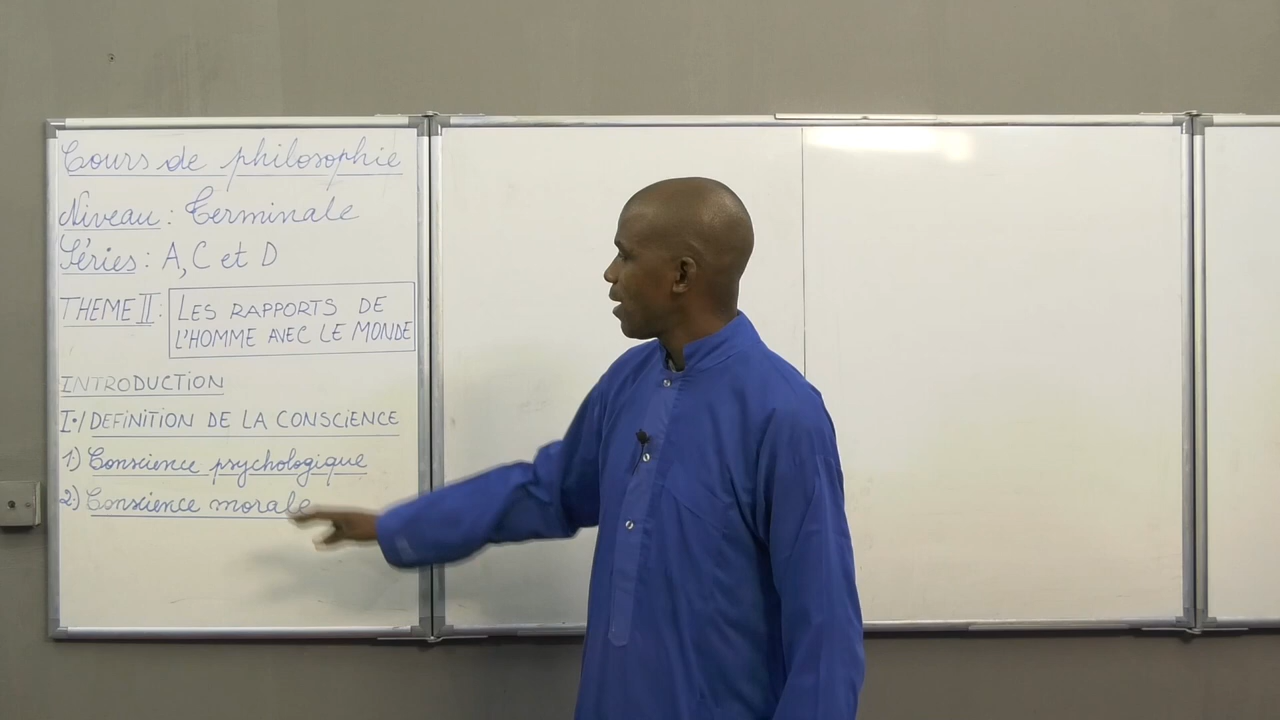 Cours de philosophie
Niveau : Terminale
Séries : A, C et D
THEME II : LES RAPPORTS DE
L'HOMME AVEC LE MONDE
INTRODUCTION
I•/ DEFINITION DE LA CONSCIENCE
1•) Conscience psychologique
2•) Conscience morale